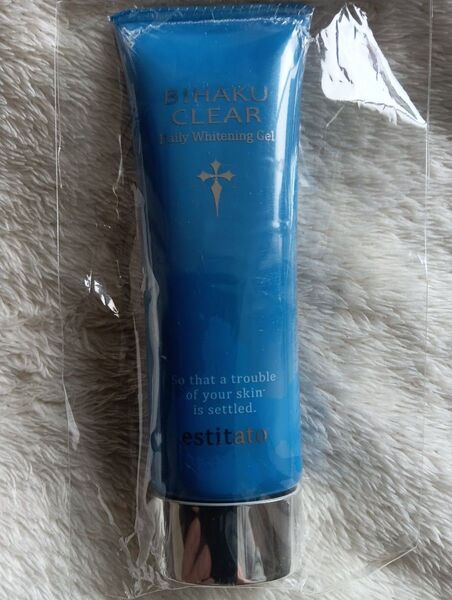 BIHAKU
CLEAR
Daily Whitening Gel
So that a trouble
of your skin
is settled.
estitato